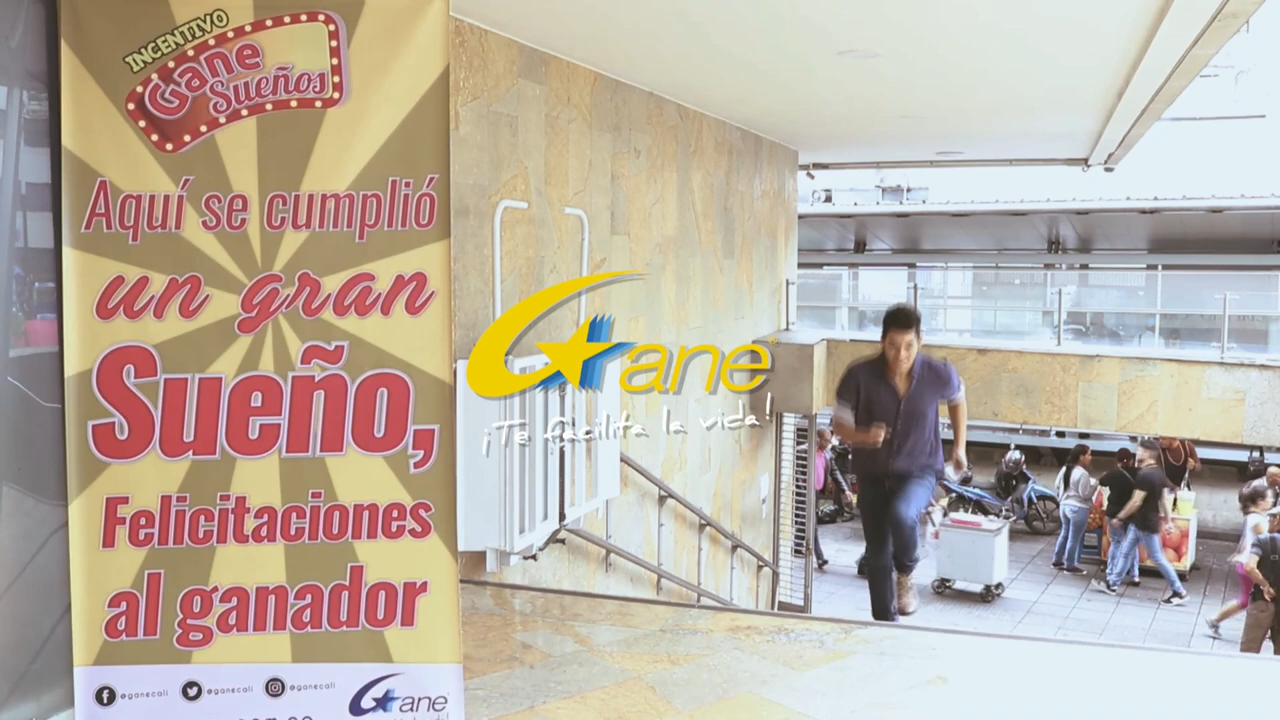 INCENTIVO
Gane
Sueños
Aquí se cumplió
un gran
Sueño,
Felicitaciones
al ganador
@ganecali @ganecali @ganecali
Gane
Gane
¡Te facilita la vida!